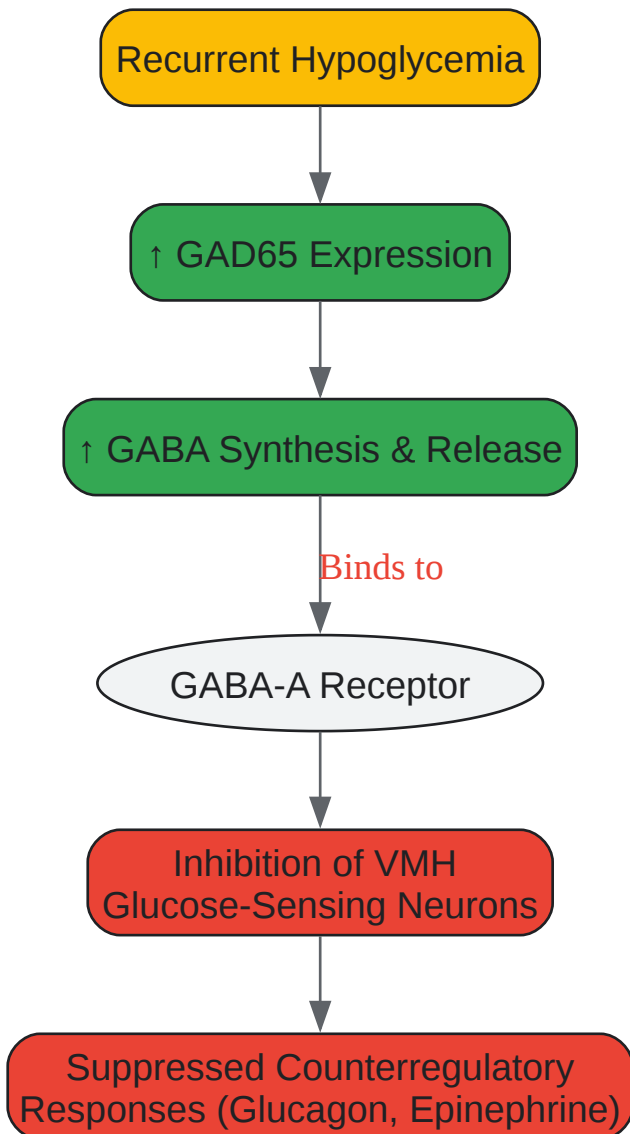 Recurrent Hypoglycemia
↑ GAD65 Expression
↑ GABA Synthesis & Release
Binds to
GABA-A Receptor
Inhibition of VMH
Glucose-Sensing Neurons
Suppressed Counterregulatory
Responses (Glucagon, Epinephrine)